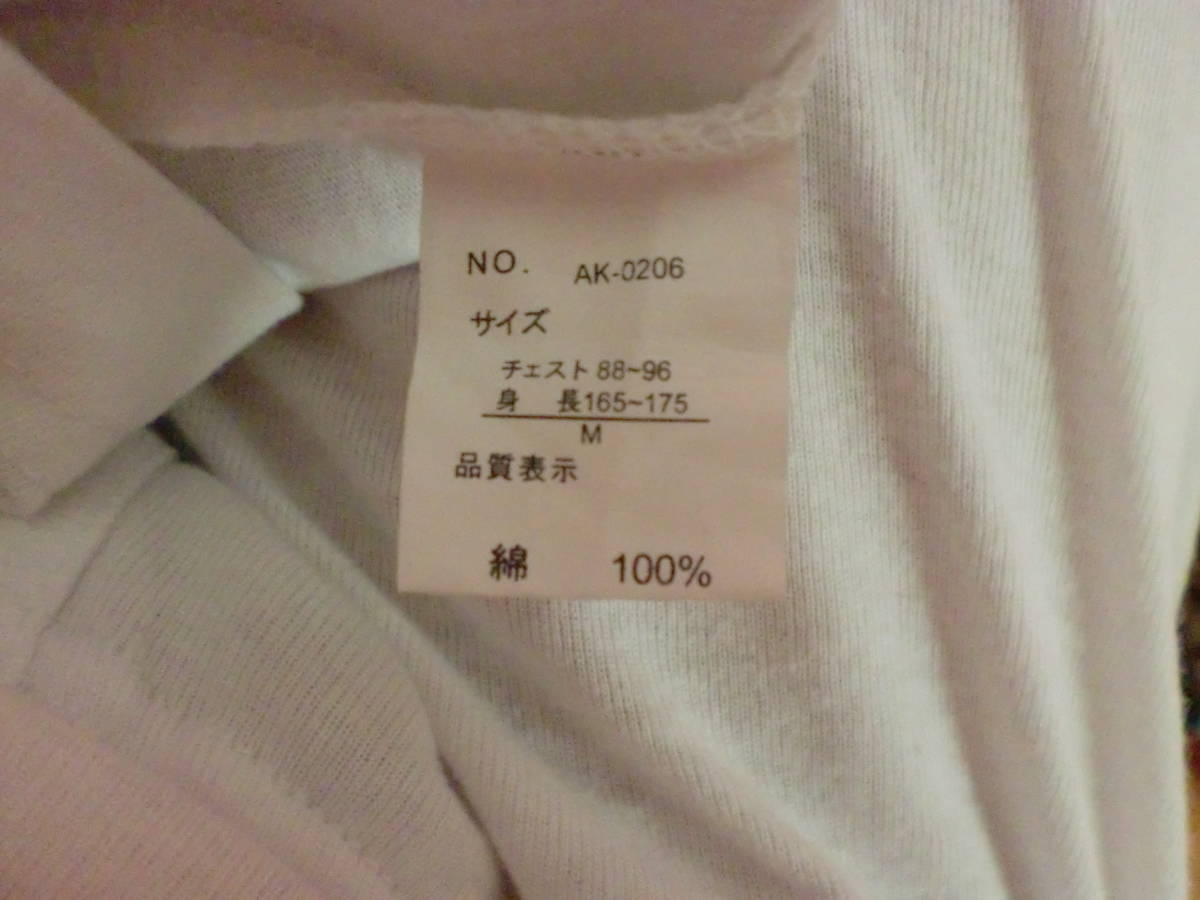 NO. AK-0206
サイズ
チェスト 88~96
身 長165~175
M
品質表示
綿 100%